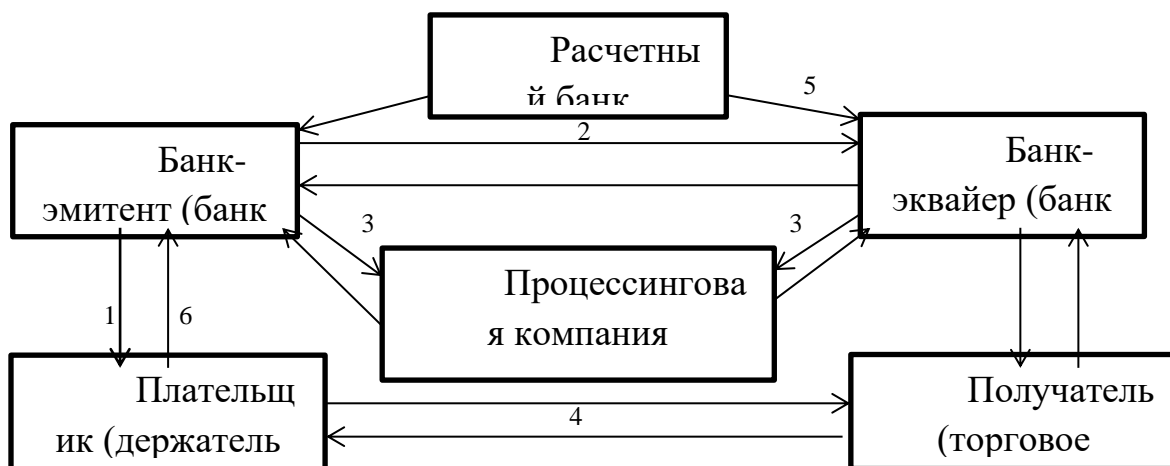 Расчетны
й банк
5
2
Банк-
эмитент (банк
Банк-
эквайер (банк
3
3
Процессингова
я компания
1
6
Плательщ
ик (держатель
4
Получатель
(торговое